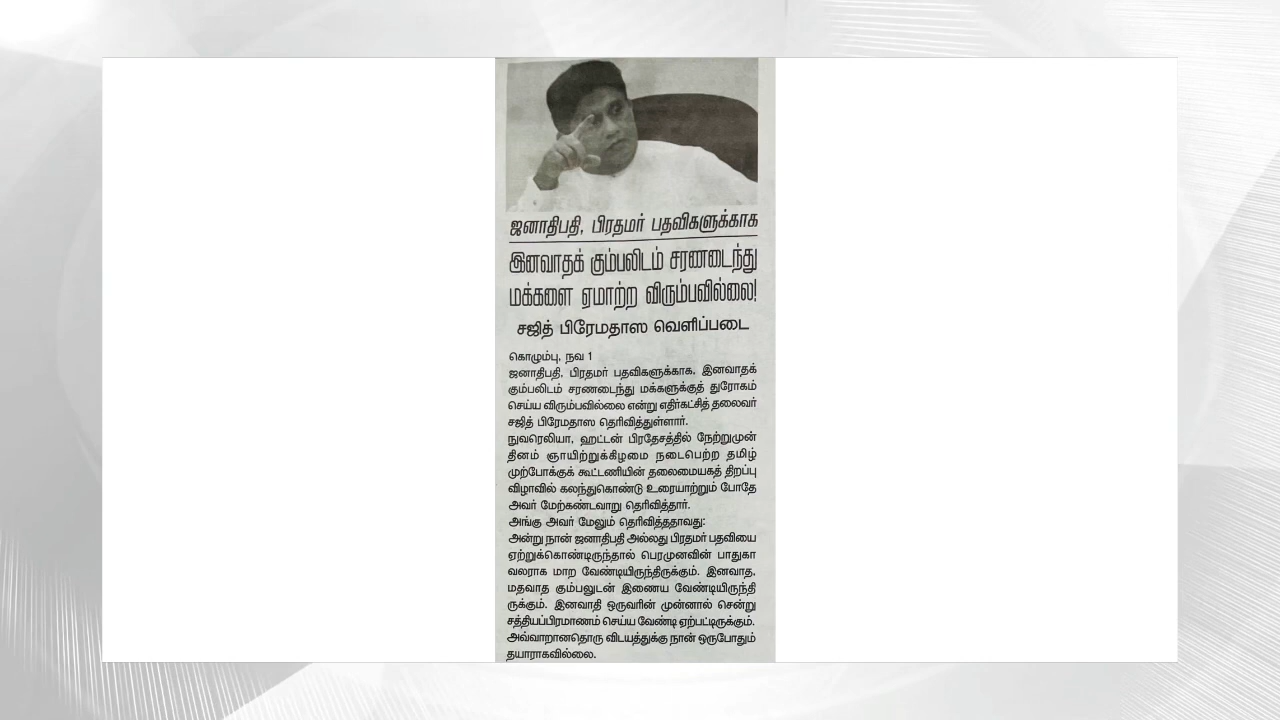 ஜனாதிபதி, பிரதமர் பதவிகளுக்காக
இனவாதக் கும்பலிடம் சரணடைந்து
மக்களை ஏமாற்ற விரும்பவில்லை!
சஜித் பிரேமதாஸ வெளிப்படை
கொழும்பு, நவ 1
ஜனாதிபதி, பிரதமர் பதவிகளுக்காக, இனவாதக்
கும்பலிடம் சரணடைந்து மக்களுக்குத் துரோகம்
செய்ய விரும்பவில்லை என்று எதிர்கட்சித் தலைவர்
சஜித் பிரேமதாஸ தெரிவித்துள்ளார்.
நுவரெலியா, ஹட்டன் பிரதேசத்தில் நேற்றுமுன்
தினம் ஞாயிற்றுக்கிழமை நடைபெற்ற தமிழ்
முற்போக்குக் கூட்டணியின் தலைமையகத் திறப்பு
விழாவில் கலந்துகொண்டு உரையாற்றும் போதே
அவர் மேற்கண்டவாறு தெரிவித்தார்.
அங்கு அவர் மேலும் தெரிவித்ததாவது:
அன்று நான் ஜனாதிபதி அல்லது பிரதமர் பதவியை
ஏற்றுக்கொண்டிருந்தால் பெரமுனவின் பாதுகா
வலராக மாற வேண்டியிருந்திருக்கும். இனவாத,
மதவாத கும்பலுடன் இணைய வேண்டியிருந்தி
ருக்கும். இனவாதி ஒருவரின் முன்னால் சென்று
சத்தியப்பிரமாணம் செய்ய வேண்டி ஏற்பட்டிருக்கும்.
அவ்வாறானதொரு விடயத்துக்கு நான் ஒருபோதும்
தயாராகவில்லை.